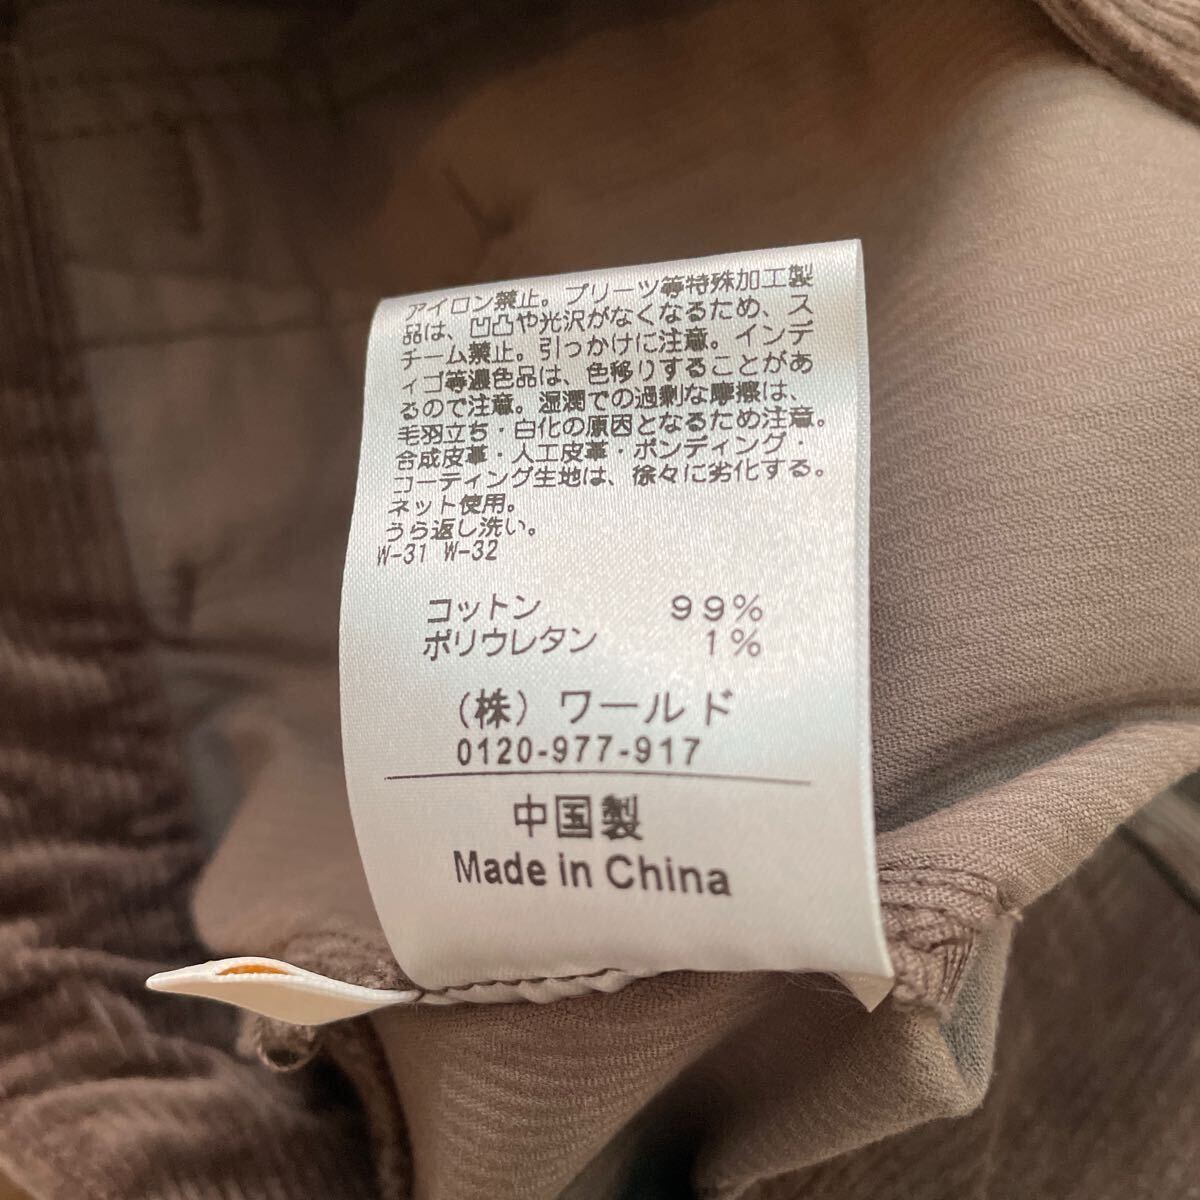 アイロン禁止。プリーツ等特殊加工製
品は、凹凸や光沢がなくなるため、ス
チーム禁止。引っかけに注意。インデ
ィゴ等濃色品は、色移りすることがあ
るので注意。湿潤での過剰な摩擦は、
毛羽立ち・白化の原因となるため注意。
合成皮革・人工皮革・ボンディング・
コーティング生地は、徐々に劣化する。
ネット使用。
うら返し洗い。
W-31 W-32
コットン 99%
ポリウレタン 1%
(株) ワールド
0120-977-917
中国製
Made in China